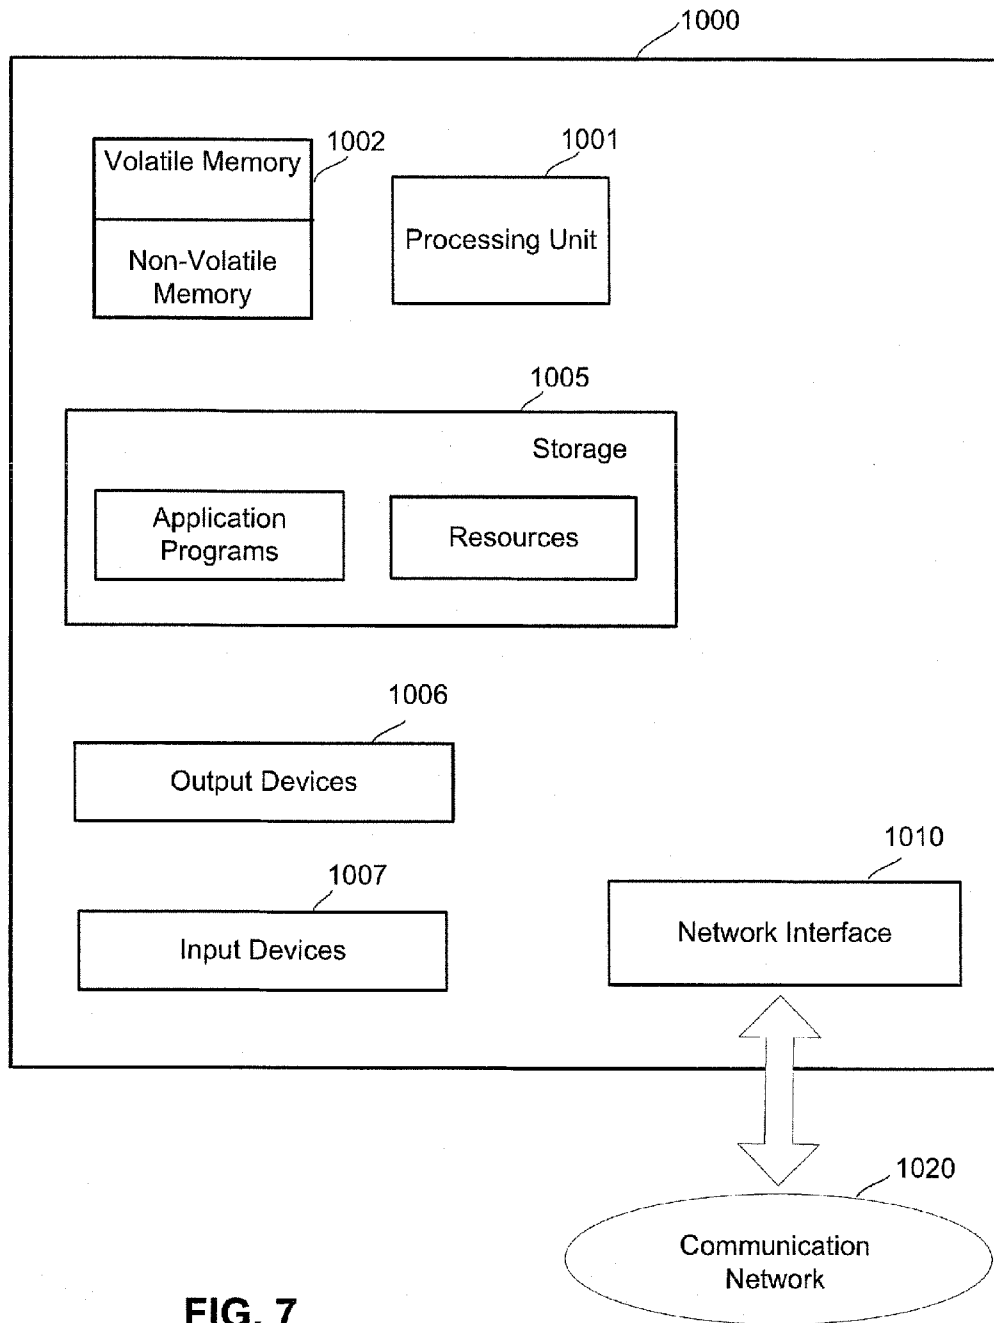 1000
1002
1001
Volatile Memory
Processing Unit
Non-Volatile
Memory
1005
Storage
Application
Programs
Resources
1006
Output Devices
1010
1007
Network Interface
Input Devices
1020
Communication
Network
FIG. 7